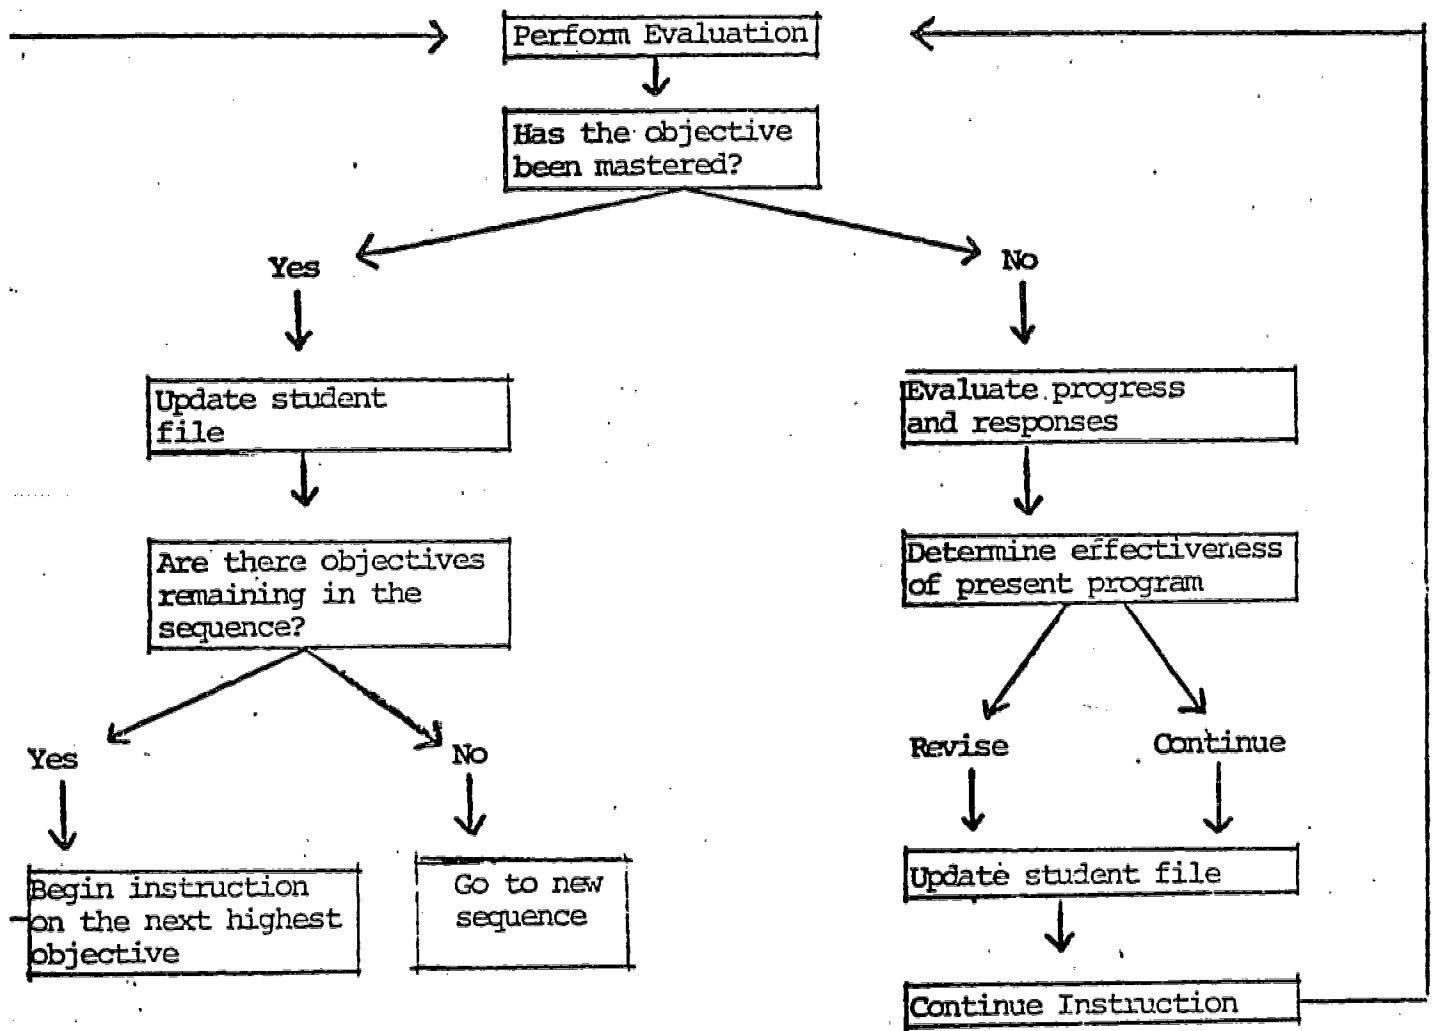 Perform Evaluation
Has the objective
been mastered?
Yes
No
Update student
file
Evaluate progress
and responses
Are there objectives
remaining in the
sequence?
Determine effectiveness
of present program
Yes
No
Revise
Continue
Begin instruction
on the next highest
objective
Go to new
sequence
Update student file
Continue Instruction